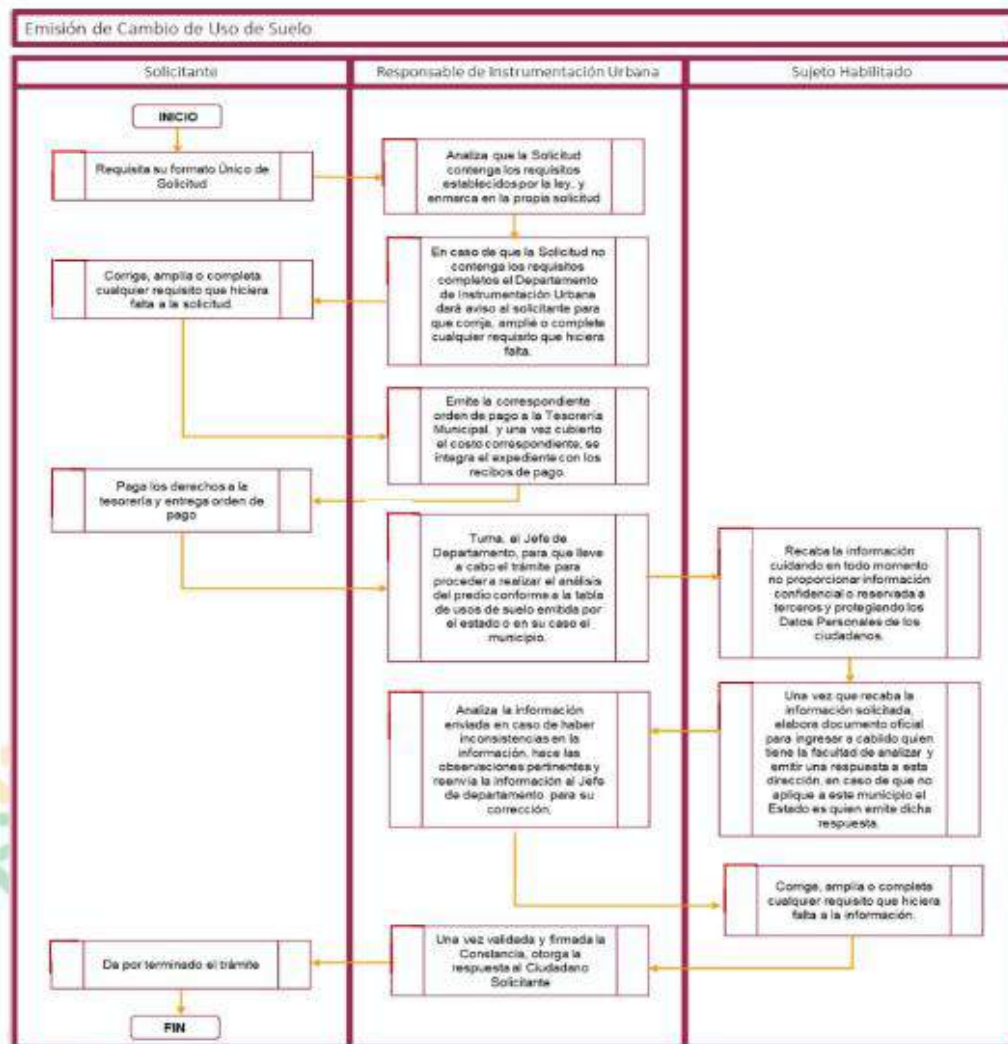 Emisión de Cambio de Uso de Suelo
Solicitante
Responsable de Instrumentación Urbana
Sujeto Habilitado
INICIO
Requisita su formato Único de
Solicitud
Analiza que la Solicitud
contenga los requisitos
establecidos por la ley, y
enmarca en la propia solicitud
En caso de que la Solicitud no
contenga los requisitos
completos el Departamento
de Instrumentación Urbana
dará aviso al solicitante para
que corrija, amplié o complete
cualquier requisito que hiciera
falta.
Corrige, amplia o completa
cualquier requisito que hiciera
falta a la solicitud.
Emite la correspondiente
orden de pago a la Tesorería
Municipal, y una vez cubierto
el costo correspondiente, se
integra el expediente con los
recibos de pago.
Paga los derechos a la
tesorería y entrega orden de
pago
Turna, al Jefe de
Departamento, para que lleve
a cabo el trámite para
proceder a realizar el análisis
del predio conforme a la tabla
de usos de suelo emitida por
el estado o en su caso el
municipio.
Recaba la información
cuidando en todo momento
no proporcionar información
confidencial o reservada a
terceros y protegiendo los
Datos Personales de los
ciudadanos.
Una vez que recaba la
información solicitada,
elabora documento oficial
para ingresar a cabildo quien
tiene la facultad de analizar y
emitir una respuesta a esta
dirección, en caso de que no
aplique a este municipio el
Estado es quien emite dicha
respuesta.
Analiza la información
enviada en caso de haber
inconsistencias en la
información, hace las
observaciones pertinentes y
reenvía la información al Jefe
de departamento para su
corrección.
Corrige, amplia o completa
cualquier requisito que hiciera
falta a la información.
Una vez validada y firmada la
Constancia, otorga la
respuesta al Ciudadano
Solicitante
Da por terminado el trámite
FIN